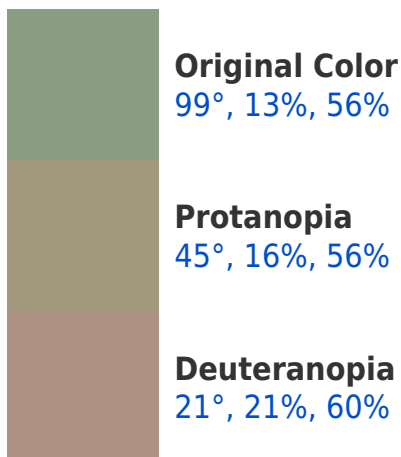 Original Color
99°, 13%, 56%
Protanopia
45°, 16%, 56%
Deuteranopia
21°, 21%, 60%